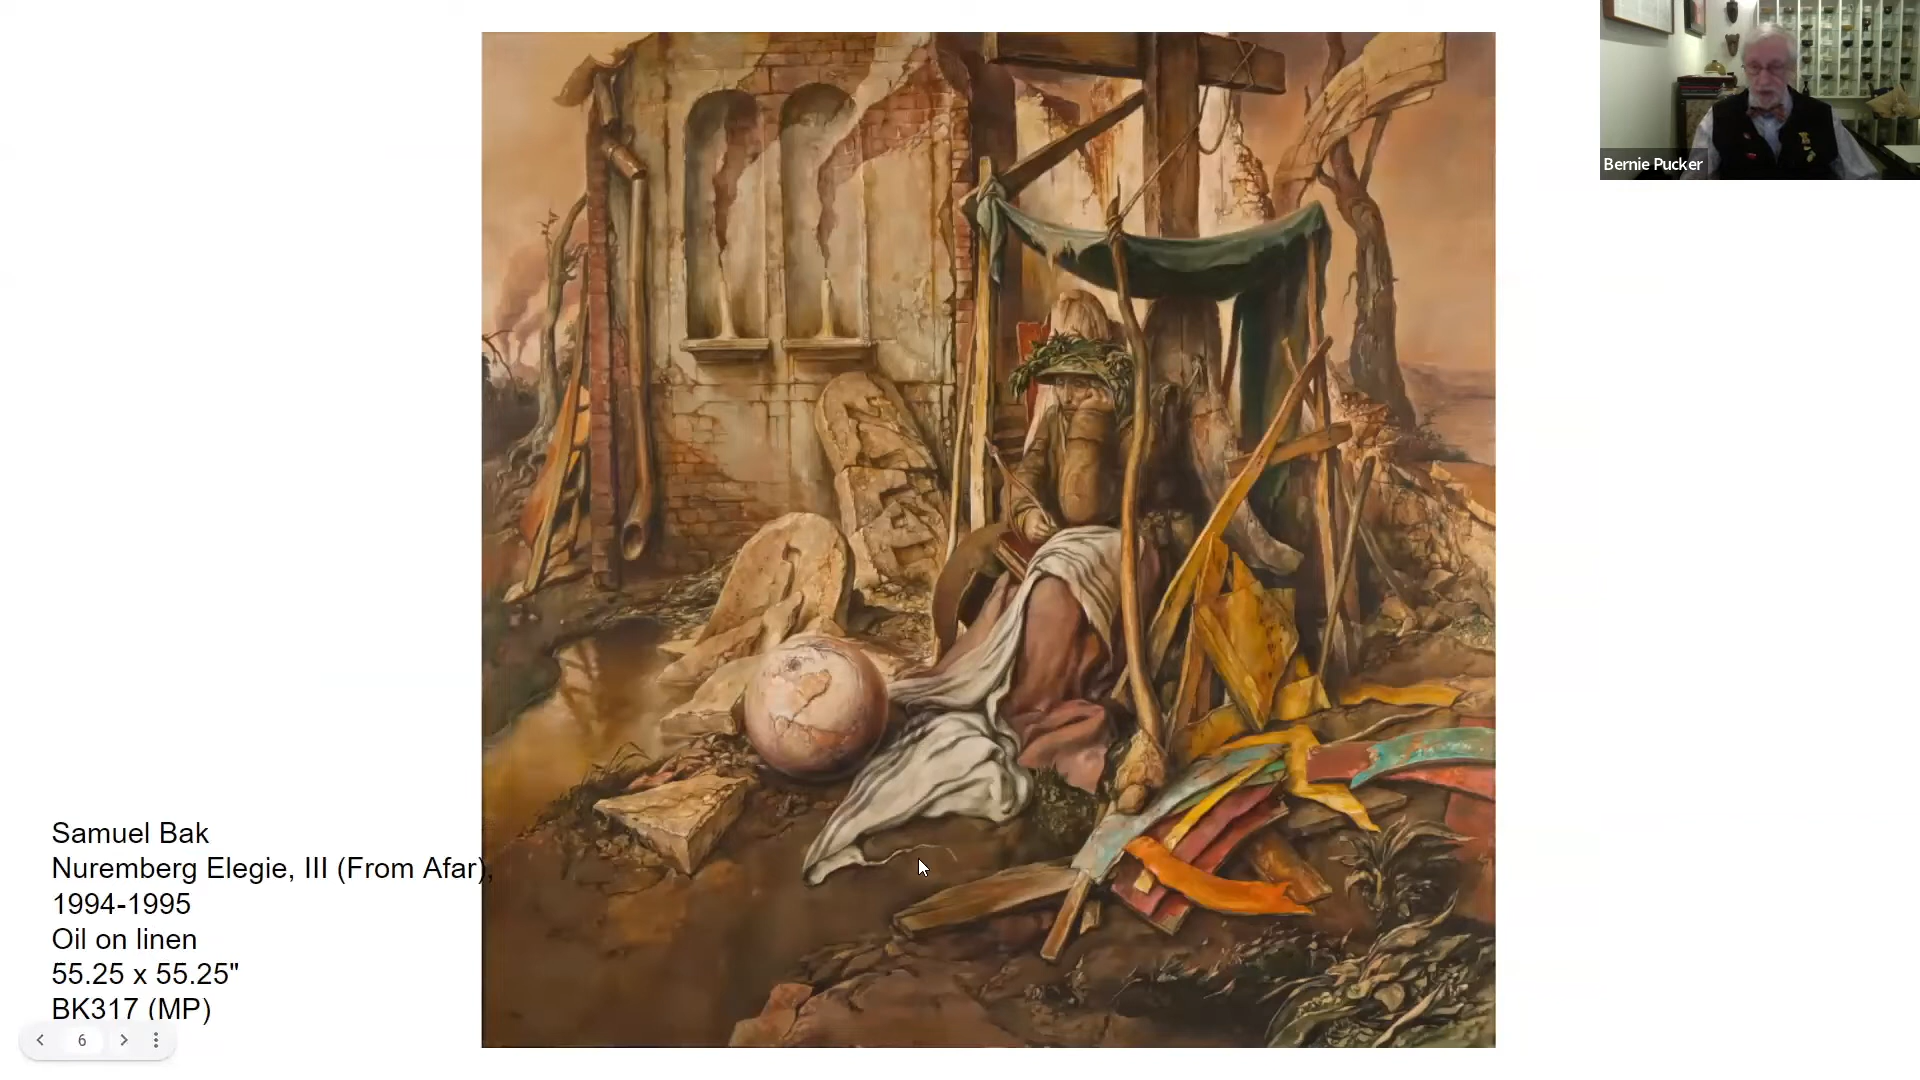 Bernie Pucker
Samuel Bak
Nuremberg Elegie, III (From Afar),
1994-1995
Oil on linen
55.25 x 55.25"
BK317 (MP)
6